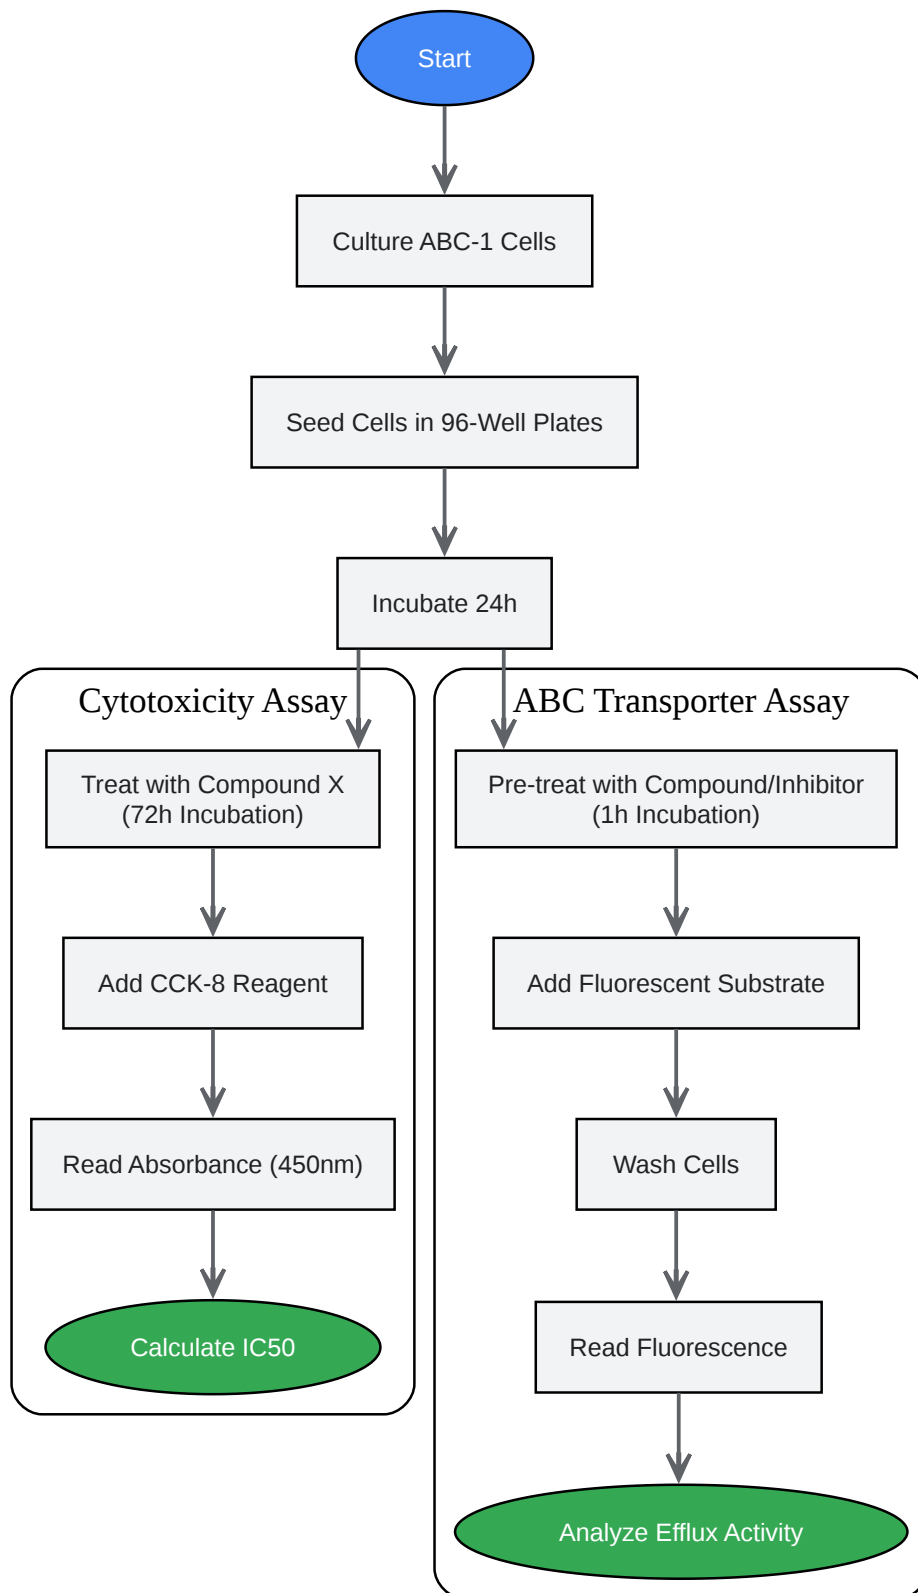 Start
Culture ABC-1 Cells
Seed Cells in 96-Well Plates
Incubate 24h
Cytotoxicity Assay
Treat with Compound X
(72h Incubation)
Add CCK-8 Reagent
Read Absorbance (450nm)
Calculate IC50
ABC Transporter Assay
Pre-treat with Compound/Inhibitor
(1h Incubation)
Add Fluorescent Substrate
Wash Cells
Read Fluorescence
Analyze Efflux Activity